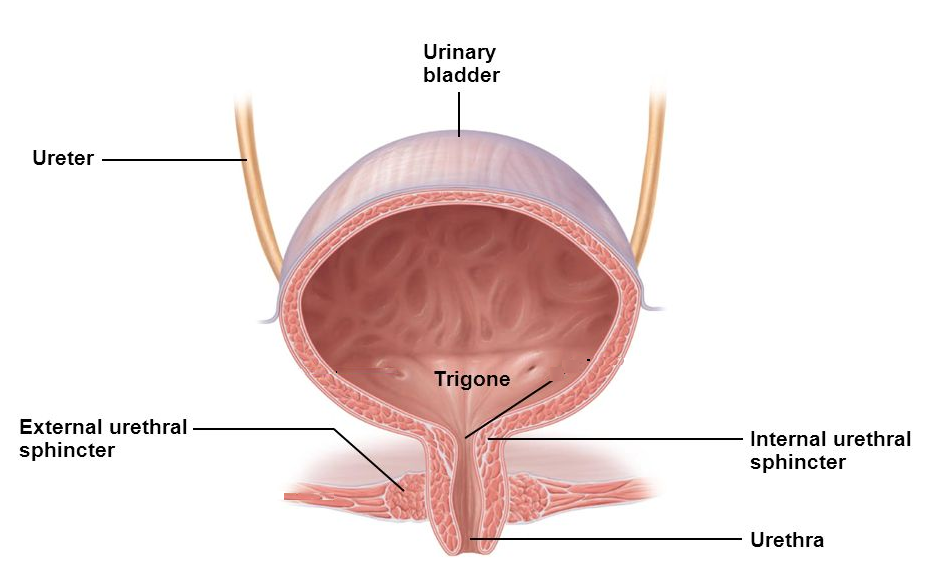 Urinary
bladder
Ureter
Trigone
External urethral
sphincter
Internal urethral
sphincter
Urethra